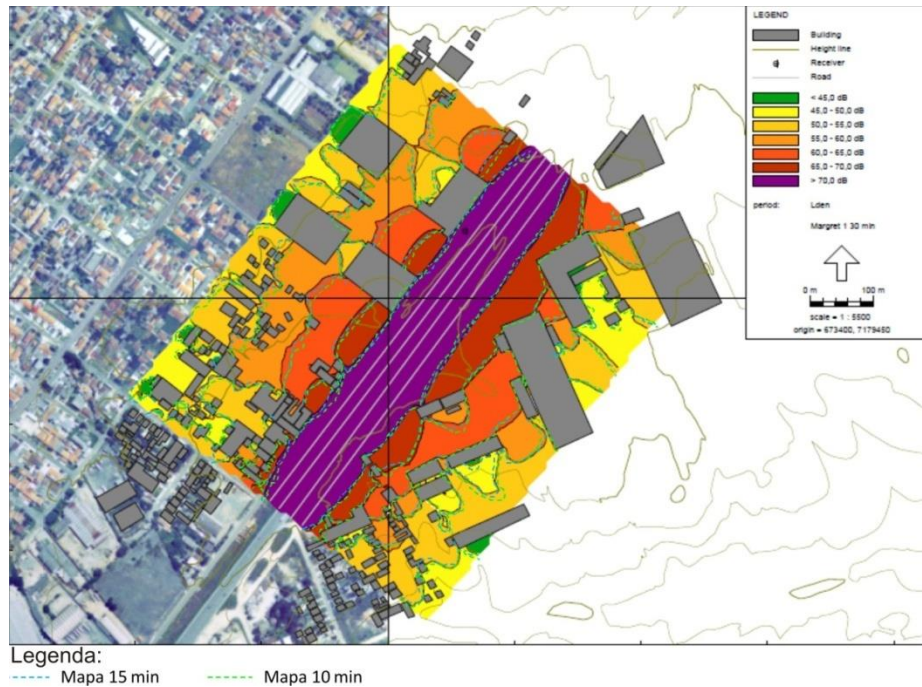 LEGEND
Building
Height line
Receiver
Road
< 45,0 dB
45,0 - 50,0 dB
50,0 - 55,0 dB
55,0 - 60,0 dB
60,0 - 65,0 dB
65,0 - 70,0 dB
> 70,0 dB
period: Lden
Margret 1 30 min
0 m 100 m
scale = 1 : 5500
origin = 673400, 7179450
Legenda:
Mapa 15 min Mapa 10 min